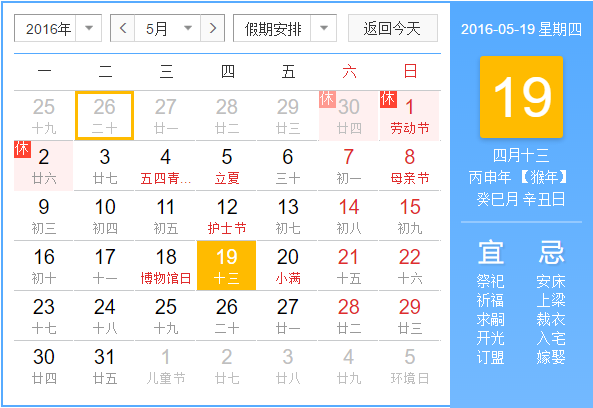 2016年 5月 假期安排 返回今天
一 二 三 四 五 六 日
25 26 27 28 29 休 30 休 1
十九 二十 廿一 廿二 廿三 廿四 劳动节
休 2 3 4 5 6 7 8
廿六 廿七 五四青... 立夏 三十 初一 母亲节
9 10 11 12 13 14 15
初三 初四 初五 护士节 初七 初八 初九
16 17 18 19 20 21 22
初十 十一 博物馆日 十三 小满 十五 十六
23 24 25 26 27 28 29
十七 十八 十九 二十 廿一 廿二 廿三
30 31 1 2 3 4 5
廿四 廿五 儿童节 廿七 廿八 廿九 环境日
2016-05-19 星期四
19
四月十三
丙申年 【猴年】
癸巳月 辛丑日
宜 忌
祭祀 安床
祈福 上梁
求嗣 裁衣
开光 入宅
订盟 嫁娶